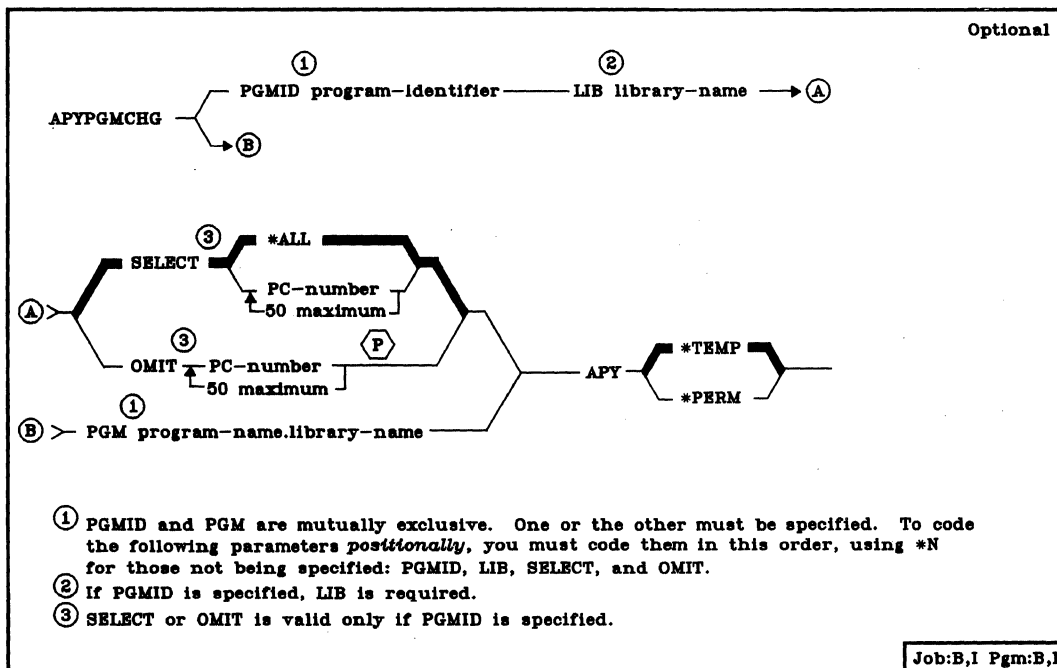 Optional
① ②
PGMID program-identifier LIB library-name Ⓐ
APYPGMCHG
Ⓑ
③ *ALL
SELECT
PC-number
50 maximum
Ⓐ
③ P
OMIT PC-number
50 maximum
*TEMP
APY
*PERM
①
Ⓑ PGM program-name.library-name
① PGMID and PGM are mutually exclusive. One or the other must be specified. To code
the following parameters positionally, you must code them in this order, using *N
for those not being specified: PGMID, LIB, SELECT, and OMIT.
② If PGMID is specified, LIB is required.
③ SELECT or OMIT is valid only if PGMID is specified.
Job:B,I Pgm:B,